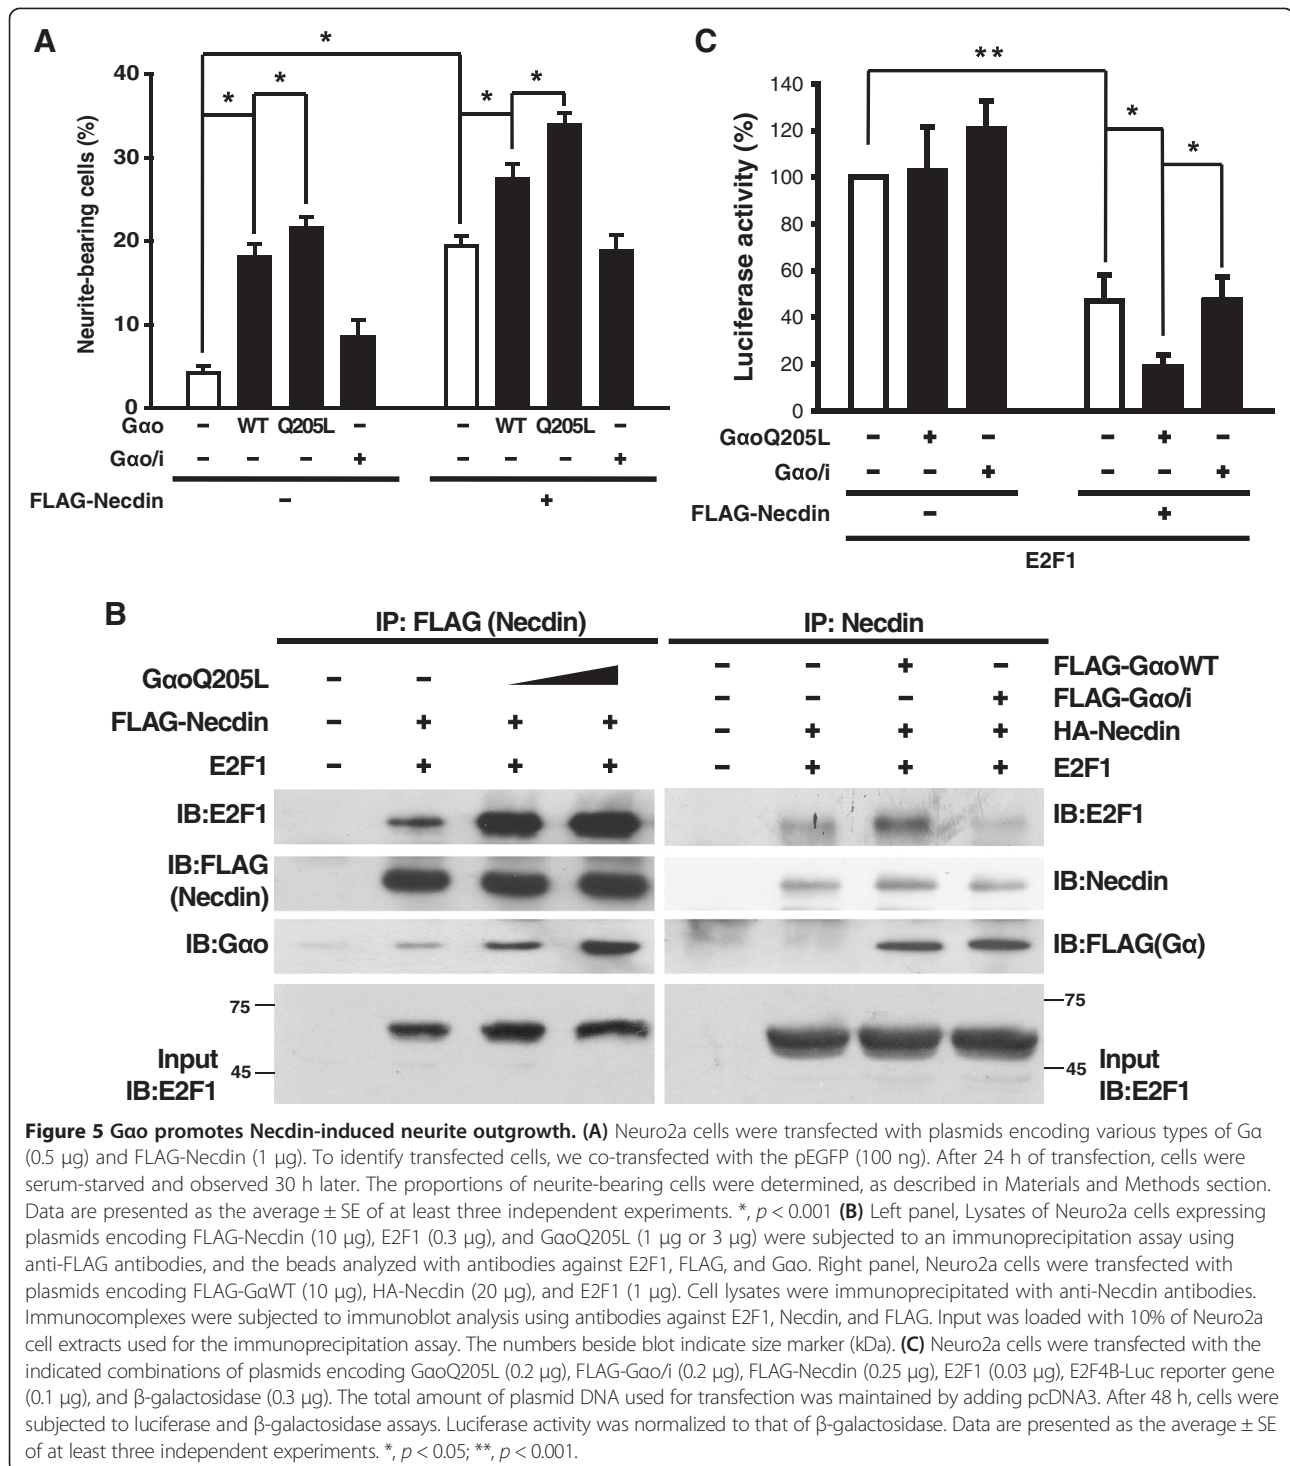 A
Neurite-bearing cells (%)
40
30
20
10
0
* * * * * *
Gαo – WT Q205L – – WT Q205L –
Gαo/i – – – + – – – +
FLAG-Necdin – +
C
Luciferase activity (%)
140
120
100
80
60
40
20
0
** * *
GαoQ205L – + – – + –
Gαo/i – – + – – +
FLAG-Necdin – +
E2F1
B
IP: FLAG (Necdin)
GαoQ205L – –
FLAG-Necdin – + + +
E2F1 – + + +
IB:E2F1
IB:FLAG
(Necdin)
IB:Gαo
75
Input
45
IB:E2F1
IP: Necdin
– – + – FLAG-GαoWT
– – – + FLAG-Gαo/i
– + + + HA-Necdin
– + + + E2F1
IB:E2F1
IB:Necdin
IB:FLAG(Gα)
75
Input
45
IB:E2F1
Figure 5 Gαo promotes Necdin-induced neurite outgrowth. (A) Neuro2a cells were transfected with plasmids encoding various types of Gα
(0.5 μg) and FLAG-Necdin (1 μg). To identify transfected cells, we co-transfected with the pEGFP (100 ng). After 24 h of transfection, cells were
serum-starved and observed 30 h later. The proportions of neurite-bearing cells were determined, as described in Materials and Methods section.
Data are presented as the average ± SE of at least three independent experiments. *, p < 0.001 (B) Left panel, Lysates of Neuro2a cells expressing
plasmids encoding FLAG-Necdin (10 μg), E2F1 (0.3 μg), and GαoQ205L (1 μg or 3 μg) were subjected to an immunoprecipitation assay using
anti-FLAG antibodies, and the beads analyzed with antibodies against E2F1, FLAG, and Gαo. Right panel, Neuro2a cells were transfected with
plasmids encoding FLAG-GαWT (10 μg), HA-Necdin (20 μg), and E2F1 (1 μg). Cell lysates were immunoprecipitated with anti-Necdin antibodies.
Immunocomplexes were subjected to immunoblot analysis using antibodies against E2F1, Necdin, and FLAG. Input was loaded with 10% of Neuro2a
cell extracts used for the immunoprecipitation assay. The numbers beside blot indicate size marker (kDa). (C) Neuro2a cells were transfected with the
indicated combinations of plasmids encoding GαoQ205L (0.2 μg), FLAG-Gαo/i (0.2 μg), FLAG-Necdin (0.25 μg), E2F1 (0.03 μg), E2F4B-Luc reporter gene
(0.1 μg), and β-galactosidase (0.3 μg). The total amount of plasmid DNA used for transfection was maintained by adding pcDNA3. After 48 h, cells were
subjected to luciferase and β-galactosidase assays. Luciferase activity was normalized to that of β-galactosidase. Data are presented as the average ± SE
of at least three independent experiments. *, p < 0.05; **, p < 0.001.